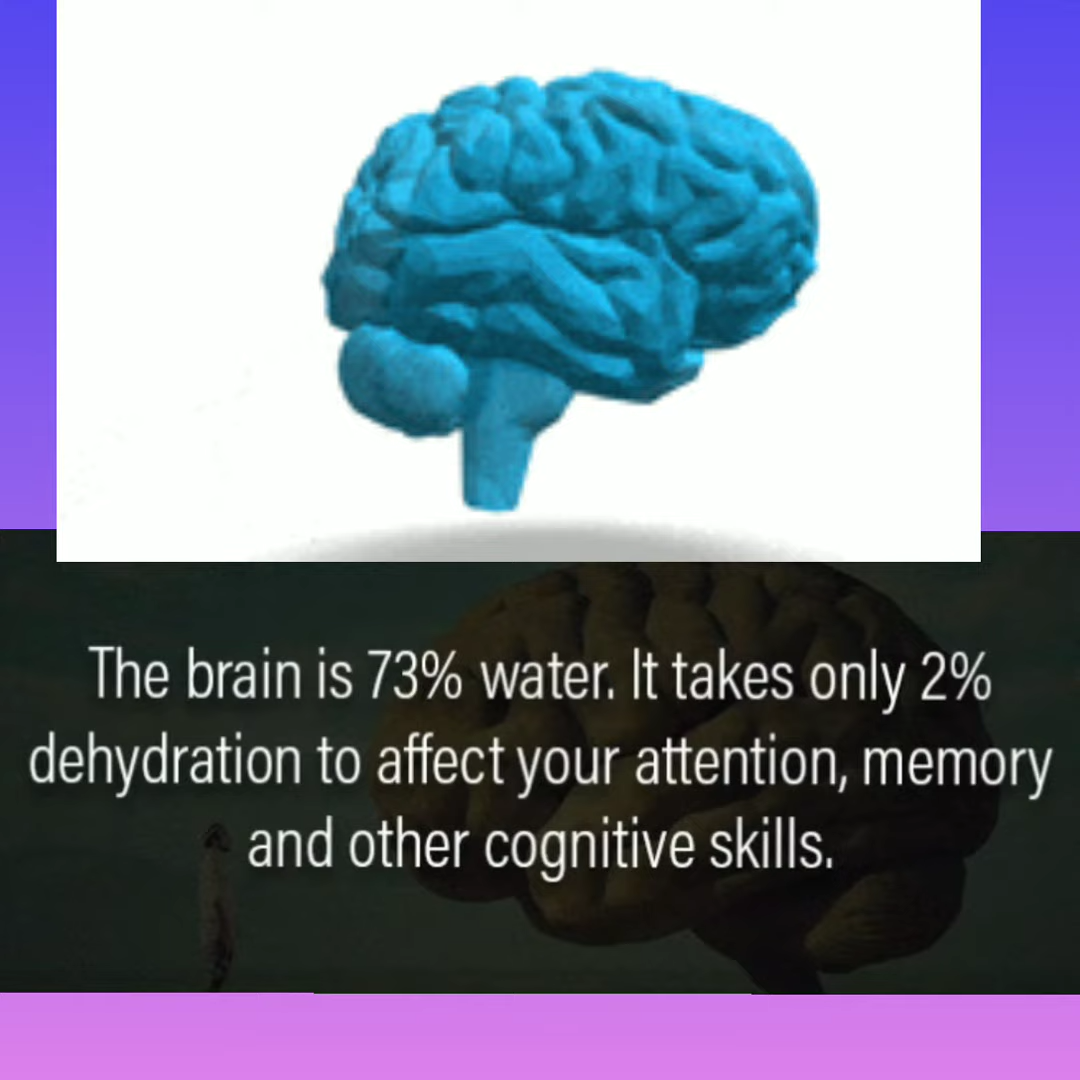 The brain is 73% water. It takes only 2%
dehydration to affect your attention, memory
and other cognitive skills.